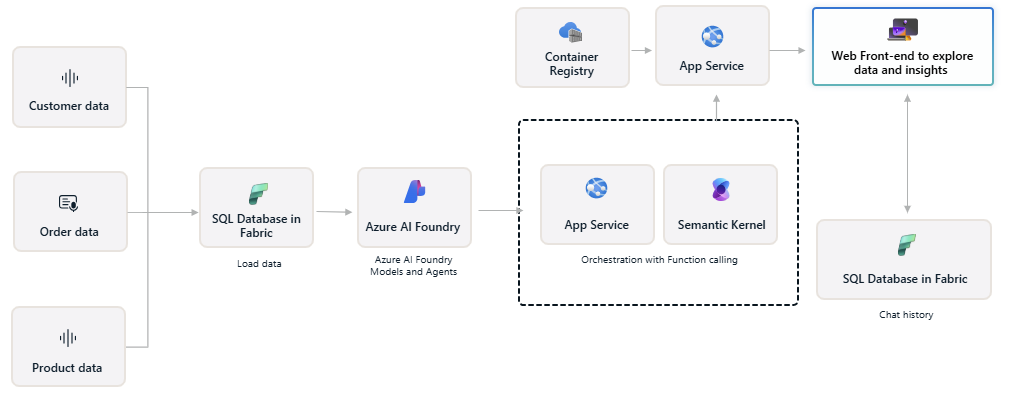 Customer data
Order data
Product data
SQL Database in
Fabric
Load data
Azure AI Foundry
Azure AI Foundry
Models and Agents
Container
Registry
App Service
Web Front-end to explore
data and insights
App Service
Semantic Kernel
Orchestration with Function calling
SQL Database in Fabric
Chat history